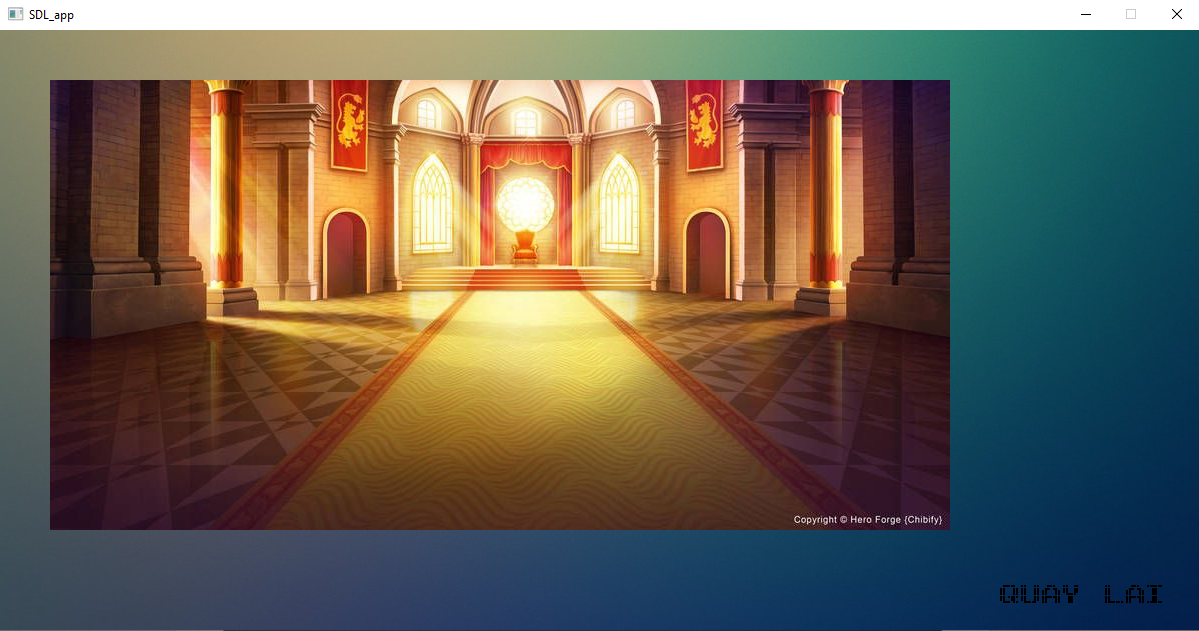 SDL_app
Copyright © Hero Forge {Chibify}
QUAY LAI